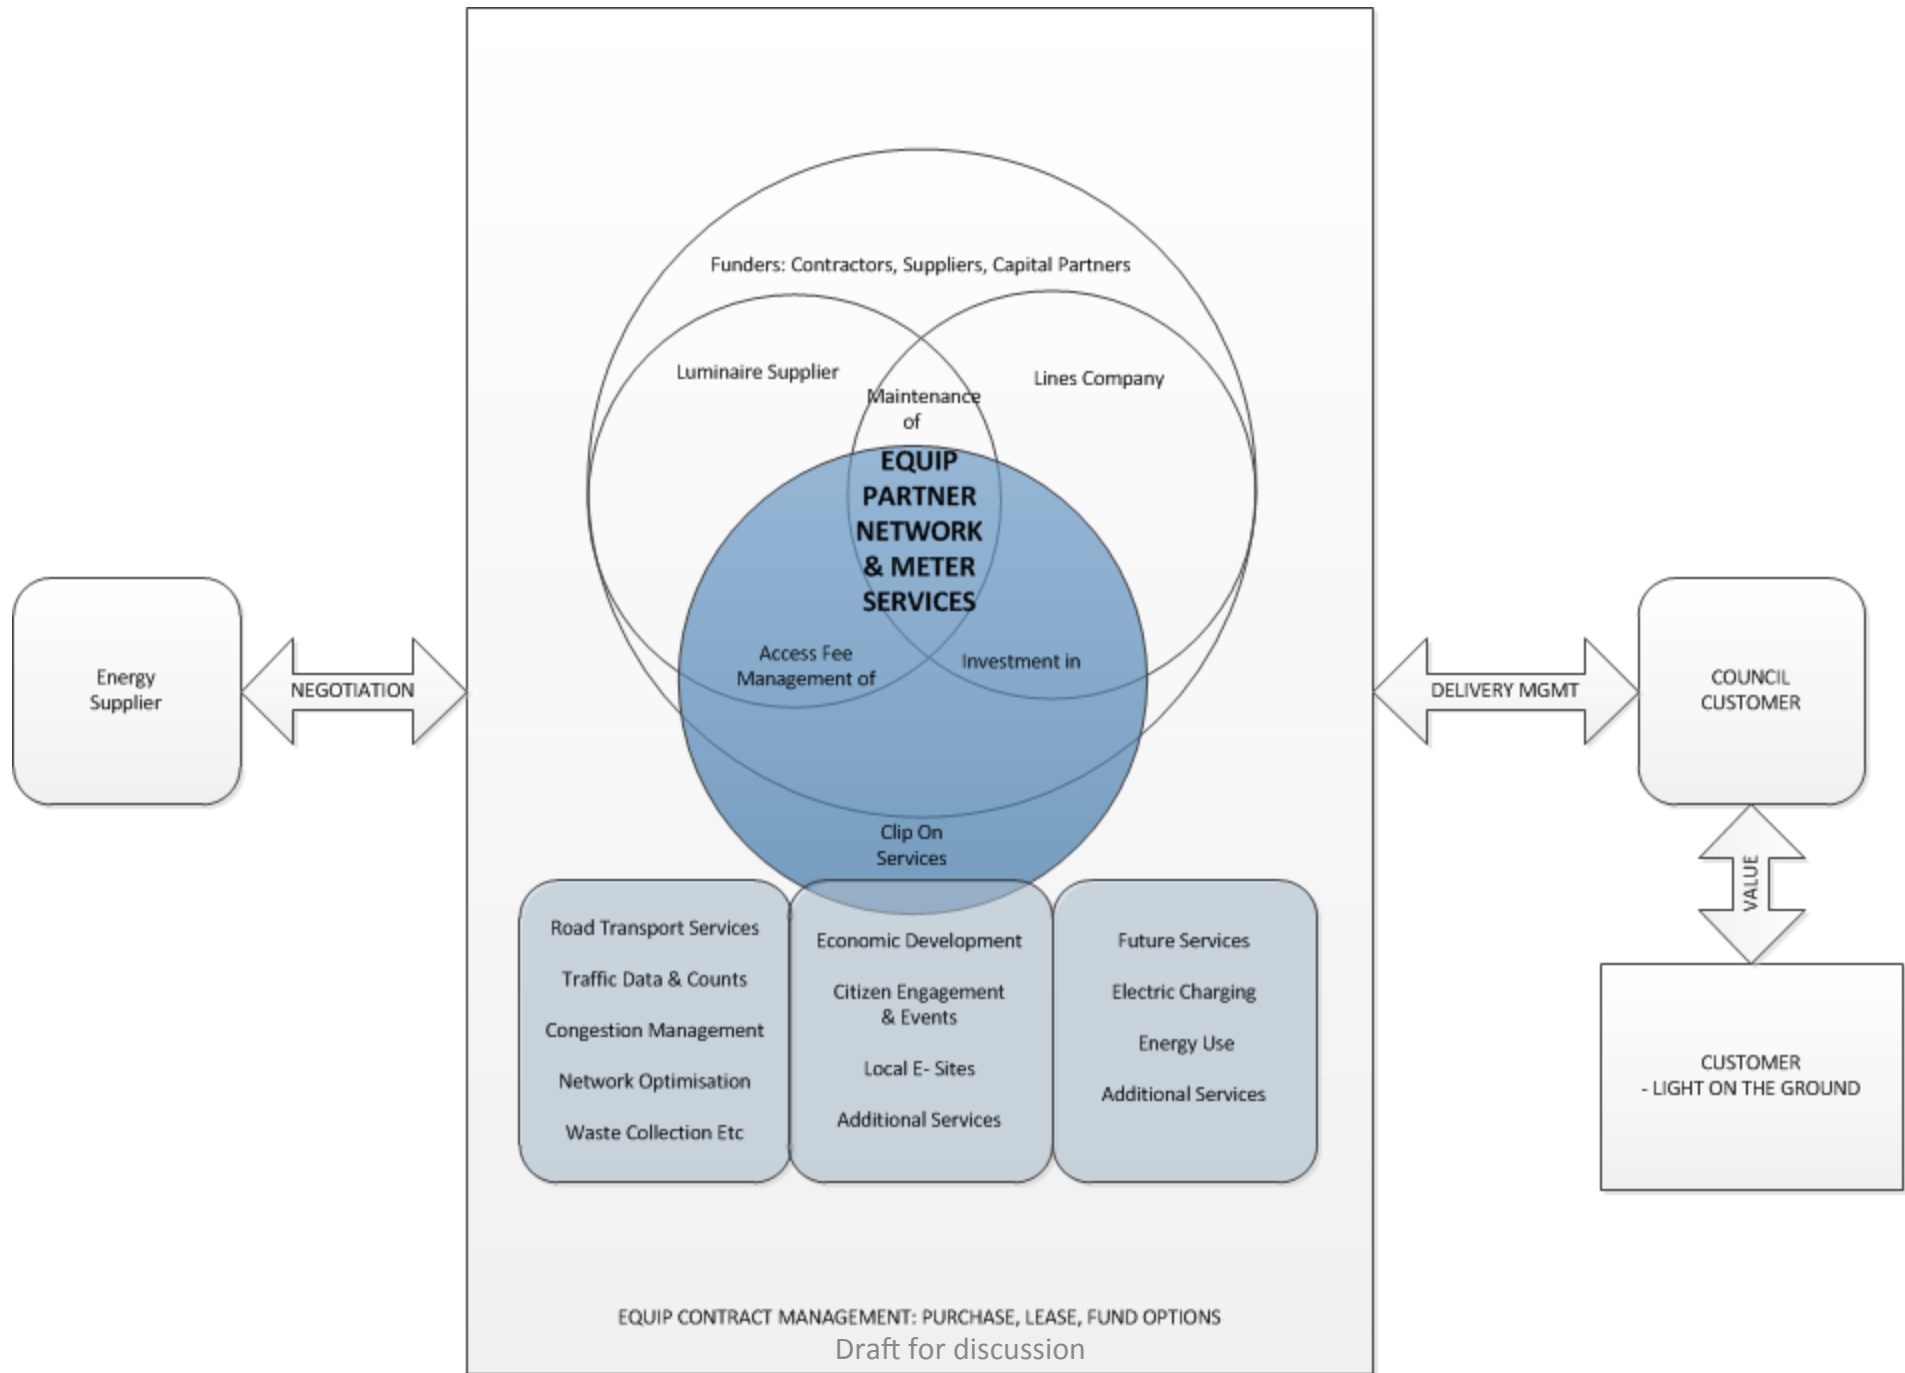 Funders: Contractors, Suppliers, Capital Partners
Luminaire Supplier
Lines Company
Maintenance
of
EQUIP
PARTNER
NETWORK
& METER
SERVICES
Access Fee
Management of
Investment in
Clip On
Services
Energy
Supplier
NEGOTIATION
DELIVERY MGMT
COUNCIL
CUSTOMER
VALUE
CUSTOMER
- LIGHT ON THE GROUND
Road Transport Services
Traffic Data & Counts
Congestion Management
Network Optimisation
Waste Collection Etc
Economic Development
Citizen Engagement
& Events
Local E- Sites
Additional Services
Future Services
Electric Charging
Energy Use
Additional Services
EQUIP CONTRACT MANAGEMENT: PURCHASE, LEASE, FUND OPTIONS
Draft for discussion